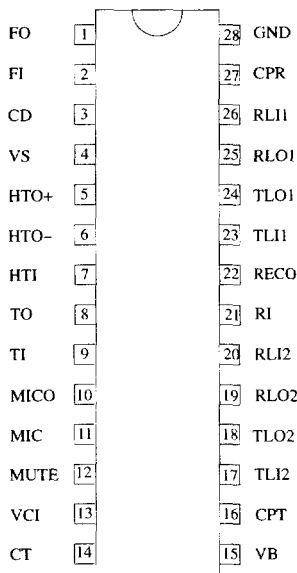 FO 1 28 GND
FI 2 27 CPR
CD 3 26 RLI1
VS 4 25 RLO1
HTO+ 5 24 TLO1
HTO− 6 23 TLI1
HTI 7 22 RECO
TO 8 21 RI
TI 9 20 RLI2
MICO 10 19 RLO2
MIC 11 18 TLO2
MUTE 12 17 TLI2
VCI 13 16 CPT
CT 14 15 VB